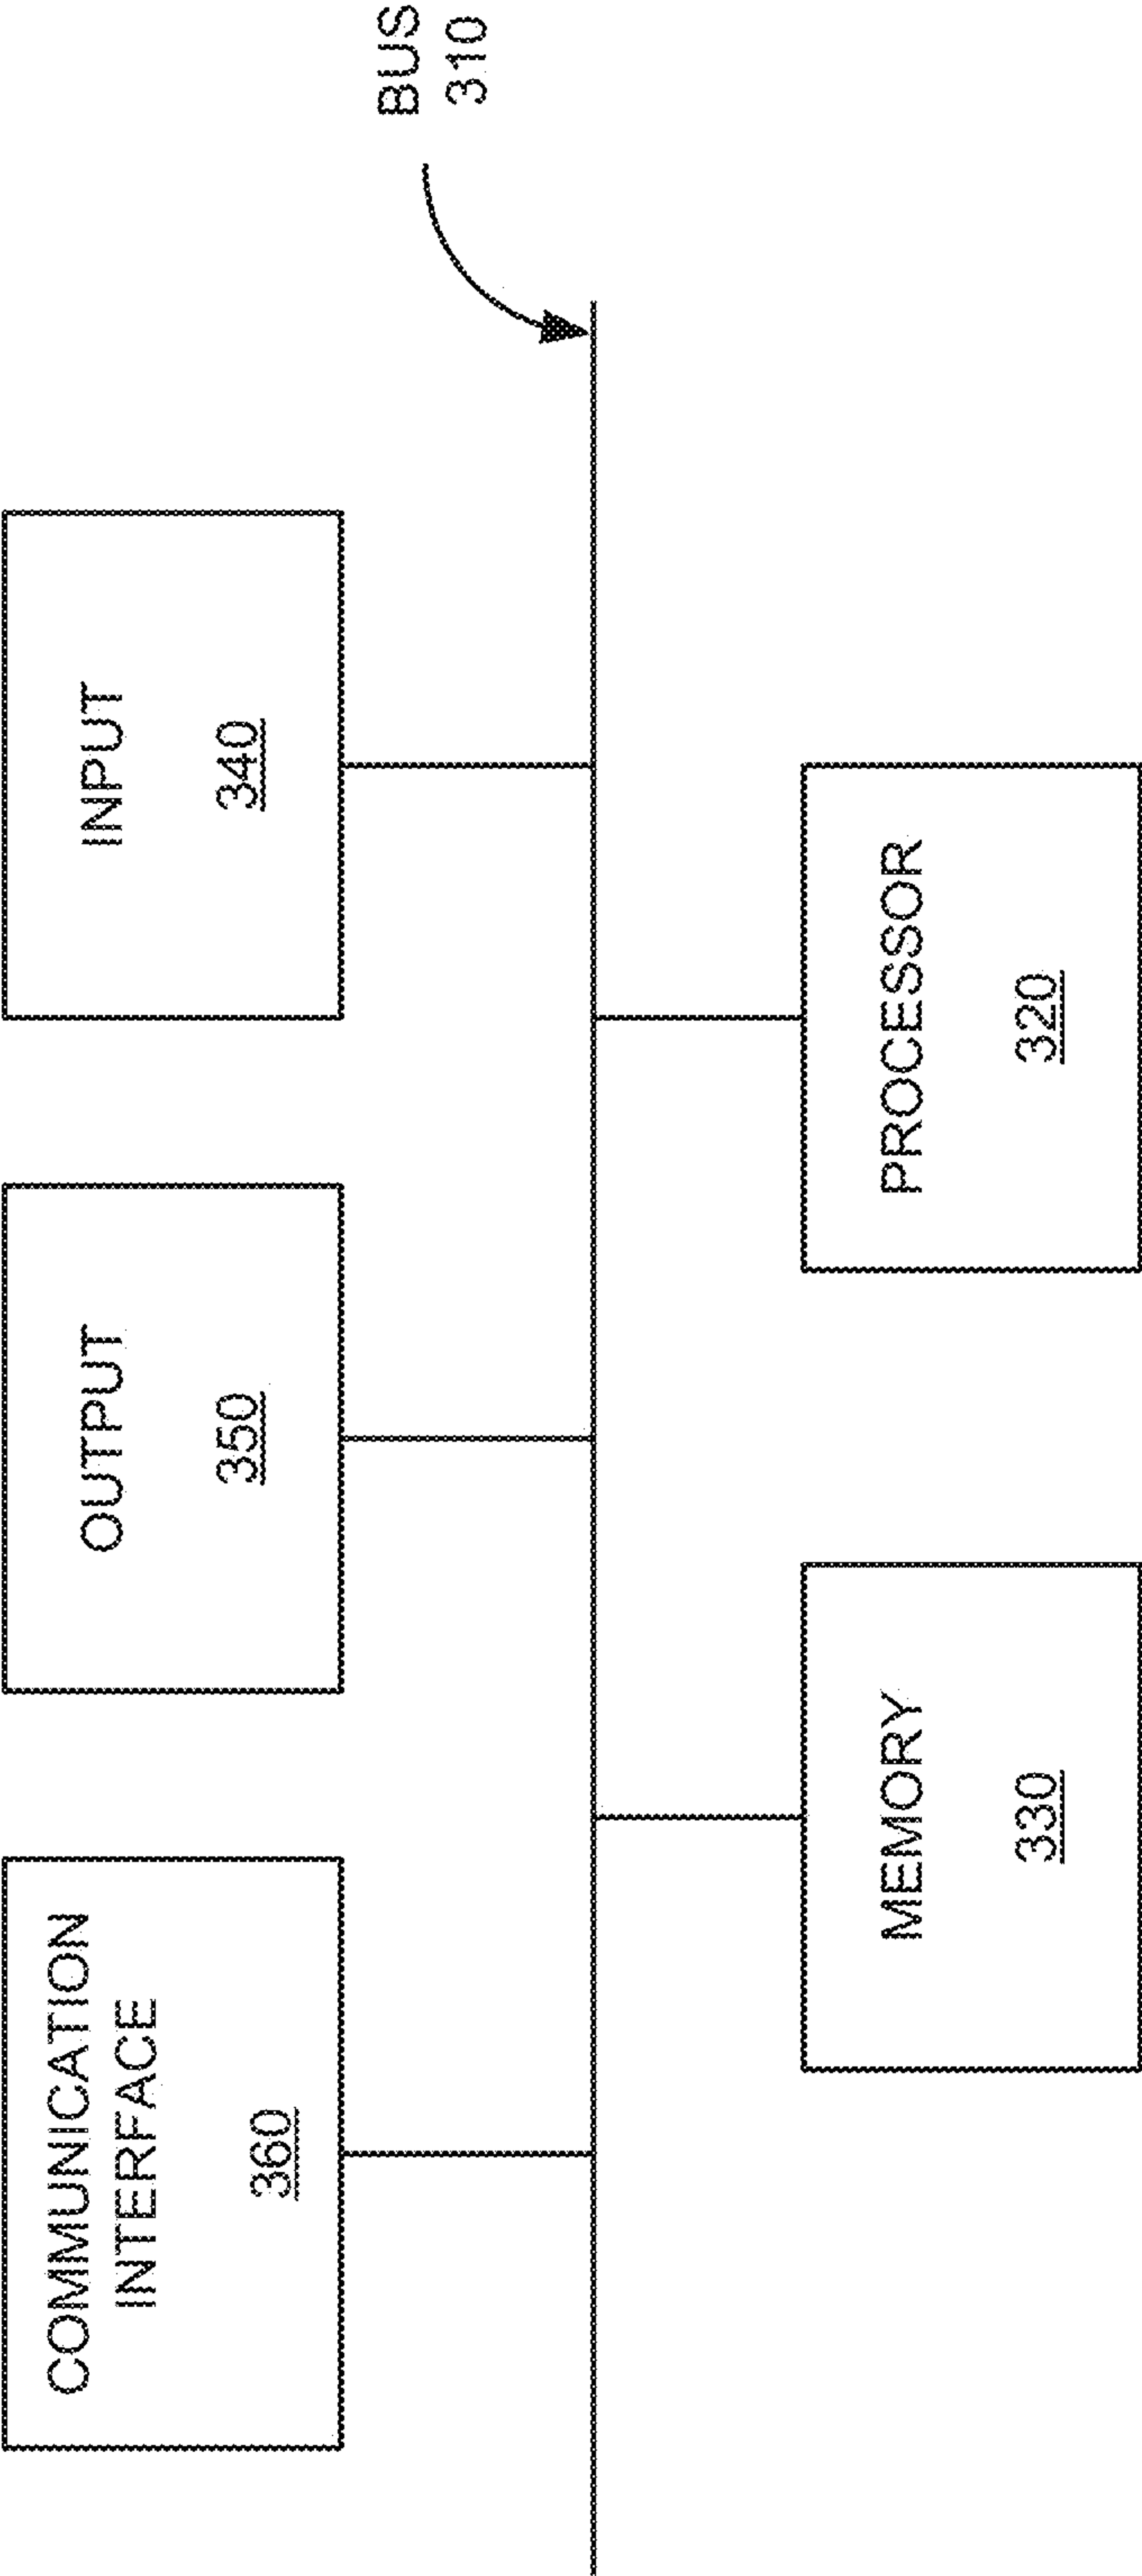 COMMUNICATION
INTERFACE
360
OUTPUT
350
INPUT
340
BUS
310
MEMORY
330
PROCESSOR
320